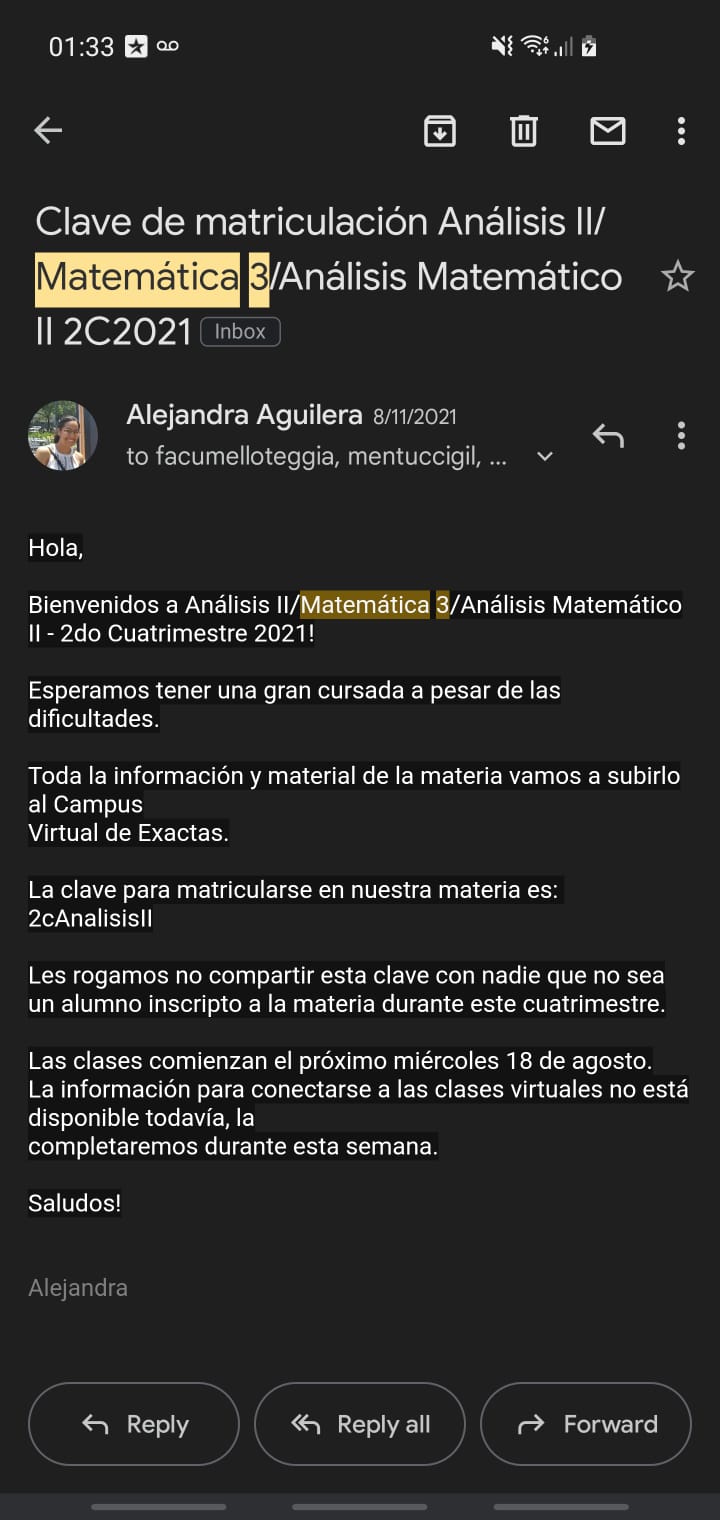 01:33
Clave de matriculación Análisis II/
Matemática 3/Análisis Matemático
II 2C2021 Inbox
Alejandra Aguilera 8/11/2021
to facumelloteggia, mentuccigil, ...
Hola,
Bienvenidos a Análisis II/Matemática 3/Análisis Matemático
II - 2do Cuatrimestre 2021!
Esperamos tener una gran cursada a pesar de las
dificultades.
Toda la información y material de la materia vamos a subirlo
al Campus
Virtual de Exactas.
La clave para matricularse en nuestra materia es:
2cAnalisisII
Les rogamos no compartir esta clave con nadie que no sea
un alumno inscripto a la materia durante este cuatrimestre.
Las clases comienzan el próximo miércoles 18 de agosto.
La información para conectarse a las clases virtuales no está
disponible todavía, la
completaremos durante esta semana.
Saludos!
Alejandra
Reply
Reply all
Forward